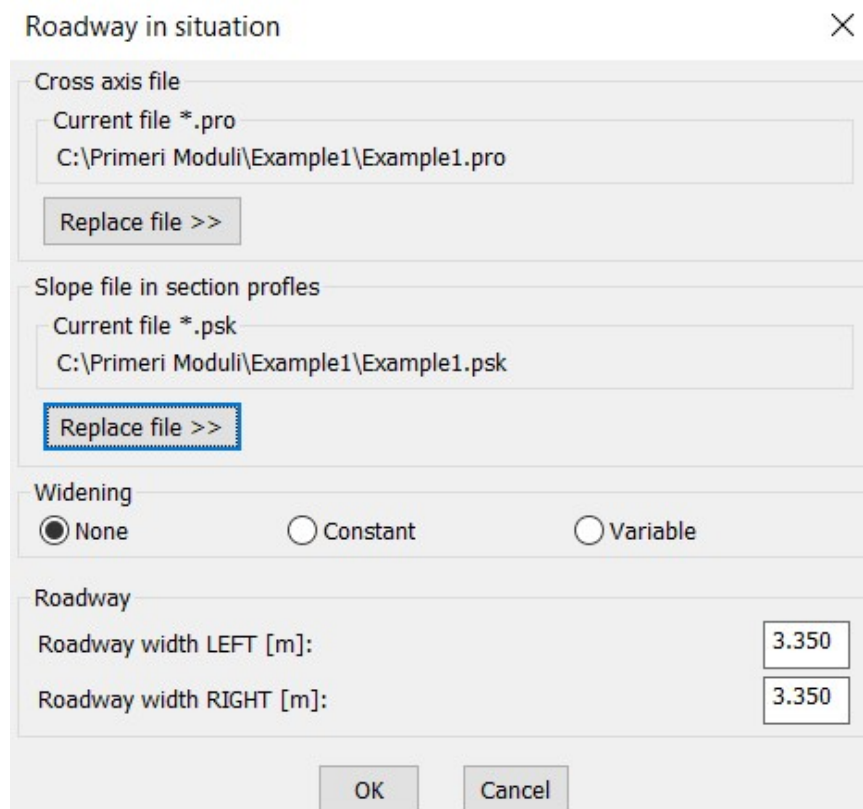 Roadway in situation
Cross axis file
Current file *.pro
C:\Primeri Moduli\Example1\Example1.pro
Replace file >>
Slope file in section profles
Current file *.psk
C:\Primeri Moduli\Example1\Example1.psk
Replace file >>
Widening
None Constant Variable
Roadway
Roadway width LEFT [m]: 3.350
Roadway width RIGHT [m]: 3.350
OK Cancel